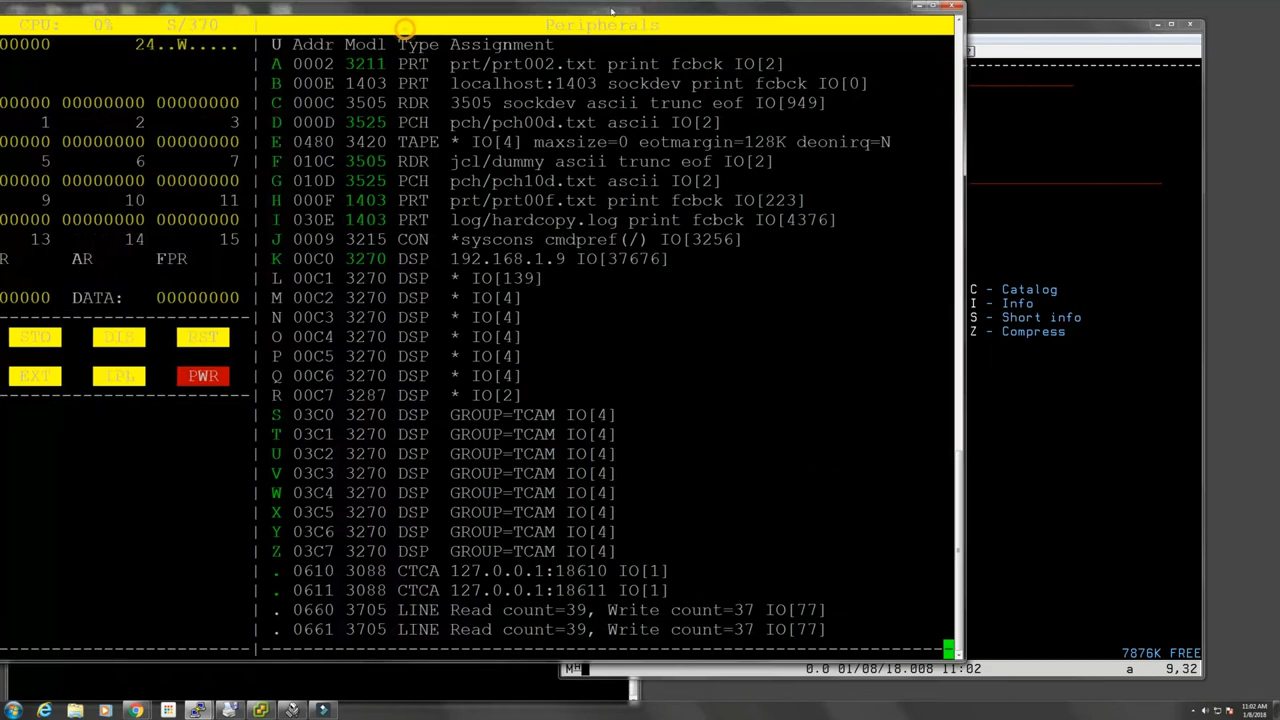 CPU: 0% S/370 Peripherals
00000 24..W..... | U Addr Modl Type Assignment
| A 0002 3211 PRT prt/prt002.txt print fcbck IO[2]
| B 000E 1403 PRT localhost:1403 sockdev print fcbck IO[0]
00000 00000000 00000000 | C 000C 3505 RDR 3505 sockdev ascii trunc eof IO[949]
1 2 3 | D 000D 3525 PCH pch/pch00d.txt ascii IO[2]
00000 00000000 00000000 | E 0480 3420 TAPE * IO[4] maxsize=0 eotmargin=128K deonirq=N
5 6 7 | F 010C 3505 RDR jcl/dummy ascii trunc eof IO[2]
00000 00000000 00000000 | G 010D 3525 PCH pch/pch10d.txt ascii IO[2]
9 10 11 | H 000F 1403 PRT prt/prt00f.txt print fcbck IO[223]
00000 00000000 00000000 | I 030E 1403 PRT log/hardcopy.log print fcbck IO[4376]
13 14 15 | J 0009 3215 CON *syscons cmdpref(/) IO[3256]
R AR FPR | K 00C0 3270 DSP 192.168.1.9 IO[37676]
| L 00C1 3270 DSP * IO[139]
00000 DATA: 00000000 | M 00C2 3270 DSP * IO[4]
| N 00C3 3270 DSP * IO[4]
STO DIS RST | O 00C4 3270 DSP * IO[4]
| P 00C5 3270 DSP * IO[4]
EXT IPL PWR | Q 00C6 3270 DSP * IO[4]
| R 00C7 3287 DSP * IO[2]
| S 03C0 3270 DSP GROUP=TCAM IO[4]
| T 03C1 3270 DSP GROUP=TCAM IO[4]
| U 03C2 3270 DSP GROUP=TCAM IO[4]
| V 03C3 3270 DSP GROUP=TCAM IO[4]
| W 03C4 3270 DSP GROUP=TCAM IO[4]
| X 03C5 3270 DSP GROUP=TCAM IO[4]
| Y 03C6 3270 DSP GROUP=TCAM IO[4]
| Z 03C7 3270 DSP GROUP=TCAM IO[4]
| . 0610 3088 CTCA 127.0.0.1:18610 IO[1]
| . 0611 3088 CTCA 127.0.0.1:18611 IO[1]
| . 0660 3705 LINE Read count=39, Write count=37 IO[77]
| . 0661 3705 LINE Read count=39, Write count=37 IO[77]
C - Catalog
I - Info
S - Short info
Z - Compress
7876K FREE
0.0 01/08/18.008 11:02 a 9,32
11:02 AM
1/8/2018